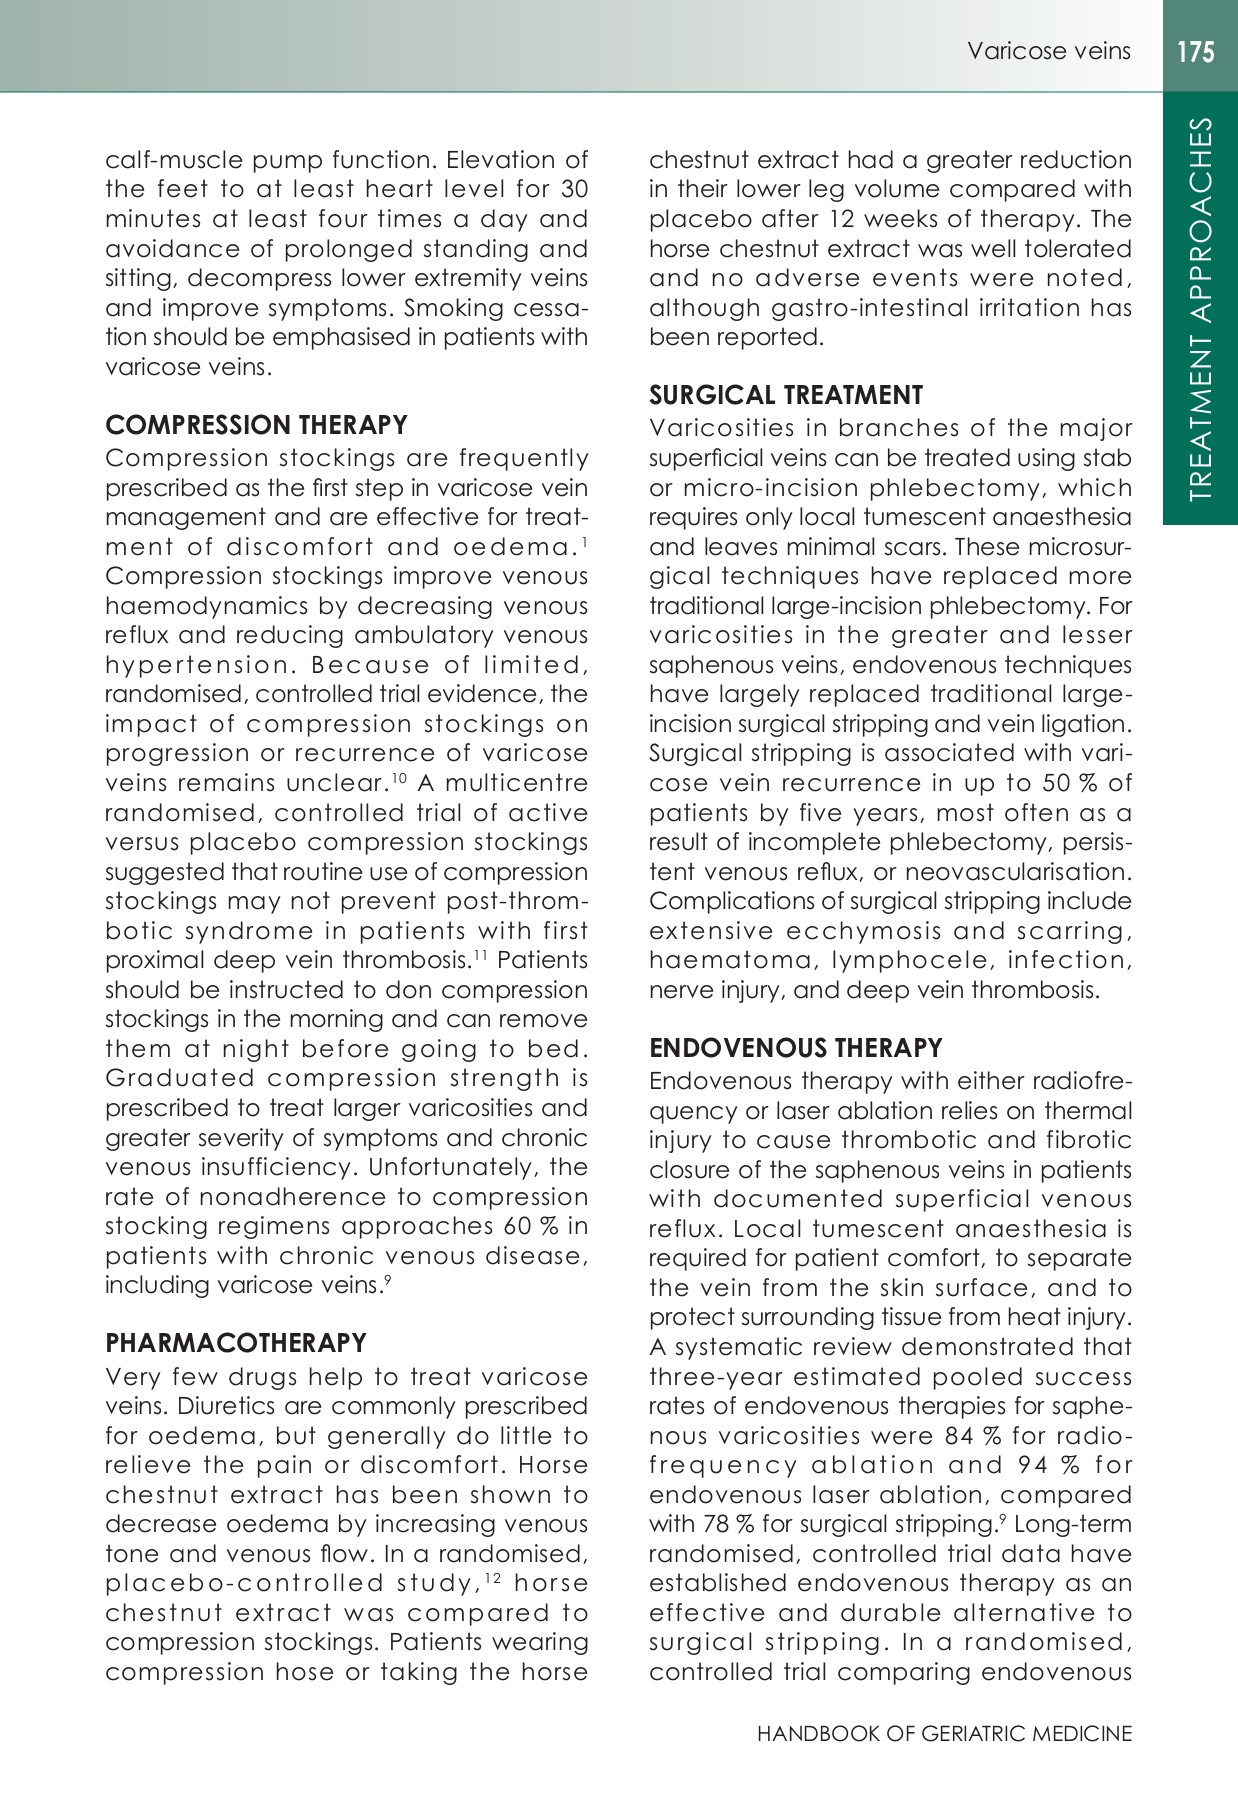 Varicose veins
175
TREATMENT APPROACHES
calf-muscle pump function. Elevation of
the feet to at least heart level for 30
minutes at least four times a day and
avoidance of prolonged standing and
sitting, decompress lower extremity veins
and improve symptoms. Smoking cessa-
tion should be emphasised in patients with
varicose veins.
COMPRESSION THERAPY
Compression stockings are frequently
prescribed as the first step in varicose vein
management and are effective for treat-
ment of discomfort and oedema.¹
Compression stockings improve venous
haemodynamics by decreasing venous
reflux and reducing ambulatory venous
hypertension. Because of limited,
randomised, controlled trial evidence, the
impact of compression stockings on
progression or recurrence of varicose
veins remains unclear.¹⁰ A multicentre
randomised, controlled trial of active
versus placebo compression stockings
suggested that routine use of compression
stockings may not prevent post-throm-
botic syndrome in patients with first
proximal deep vein thrombosis.¹¹ Patients
should be instructed to don compression
stockings in the morning and can remove
them at night before going to bed.
Graduated compression strength is
prescribed to treat larger varicosities and
greater severity of symptoms and chronic
venous insufficiency. Unfortunately, the
rate of nonadherence to compression
stocking regimens approaches 60 % in
patients with chronic venous disease,
including varicose veins.⁹
PHARMACOTHERAPY
Very few drugs help to treat varicose
veins. Diuretics are commonly prescribed
for oedema, but generally do little to
relieve the pain or discomfort. Horse
chestnut extract has been shown to
decrease oedema by increasing venous
tone and venous flow. In a randomised,
placebo-controlled study,¹² horse
chestnut extract was compared to
compression stockings. Patients wearing
compression hose or taking the horse
chestnut extract had a greater reduction
in their lower leg volume compared with
placebo after 12 weeks of therapy. The
horse chestnut extract was well tolerated
and no adverse events were noted,
although gastro-intestinal irritation has
been reported.
SURGICAL TREATMENT
Varicosities in branches of the major
superficial veins can be treated using stab
or micro-incision phlebectomy, which
requires only local tumescent anaesthesia
and leaves minimal scars. These microsur-
gical techniques have replaced more
traditional large-incision phlebectomy. For
varicosities in the greater and lesser
saphenous veins, endovenous techniques
have largely replaced traditional large-
incision surgical stripping and vein ligation.
Surgical stripping is associated with vari-
cose vein recurrence in up to 50 % of
patients by five years, most often as a
result of incomplete phlebectomy, persis-
tent venous reflux, or neovascularisation.
Complications of surgical stripping include
extensive ecchymosis and scarring,
haematoma, lymphocele, infection,
nerve injury, and deep vein thrombosis.
ENDOVENOUS THERAPY
Endovenous therapy with either radiofre-
quency or laser ablation relies on thermal
injury to cause thrombotic and fibrotic
closure of the saphenous veins in patients
with documented superficial venous
reflux. Local tumescent anaesthesia is
required for patient comfort, to separate
the vein from the skin surface, and to
protect surrounding tissue from heat injury.
A systematic review demonstrated that
three-year estimated pooled success
rates of endovenous therapies for saphe-
nous varicosities were 84 % for radio-
frequency ablation and 94 % for
endovenous laser ablation, compared
with 78 % for surgical stripping.⁹ Long-term
randomised, controlled trial data have
established endovenous therapy as an
effective and durable alternative to
surgical stripping. In a randomised,
controlled trial comparing endovenous
HANDBOOK OF GERIATRIC MEDICINE